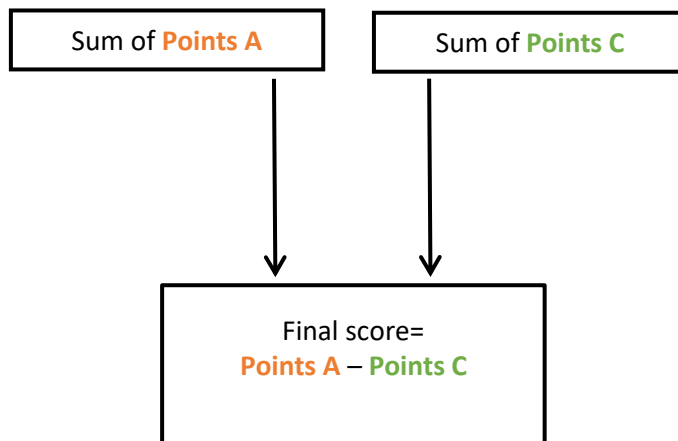 Sum of Points A
Sum of Points C
Final score=
Points A – Points C